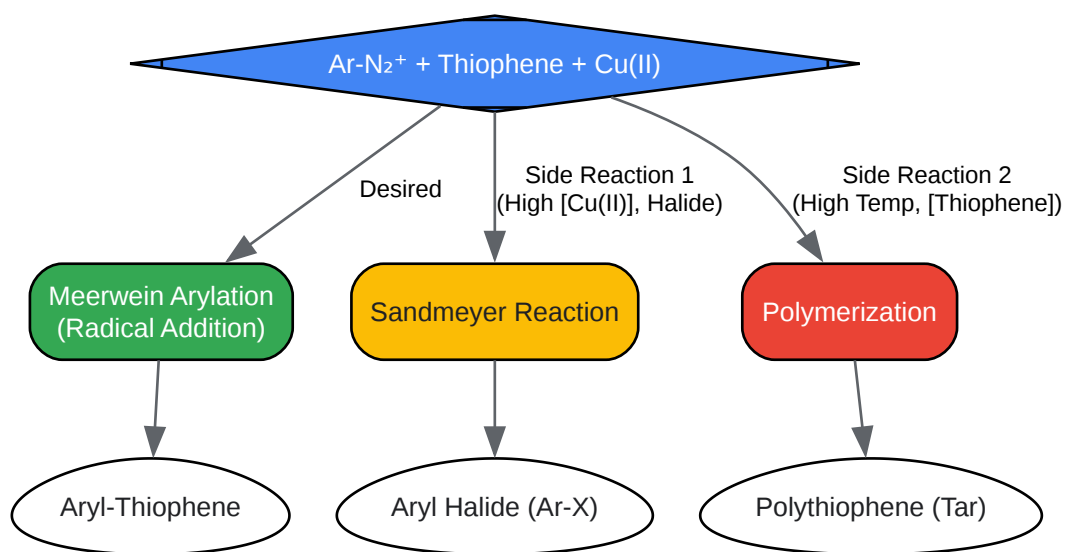 Ar-N₂⁺ + Thiophene + Cu(II)
Desired
Side Reaction 1
(High [Cu(II)], Halide)
Side Reaction 2
(High Temp, [Thiophene])
Meerwein Arylation
(Radical Addition)
Sandmeyer Reaction
Polymerization
Aryl-Thiophene
Aryl Halide (Ar-X)
Polythiophene (Tar)